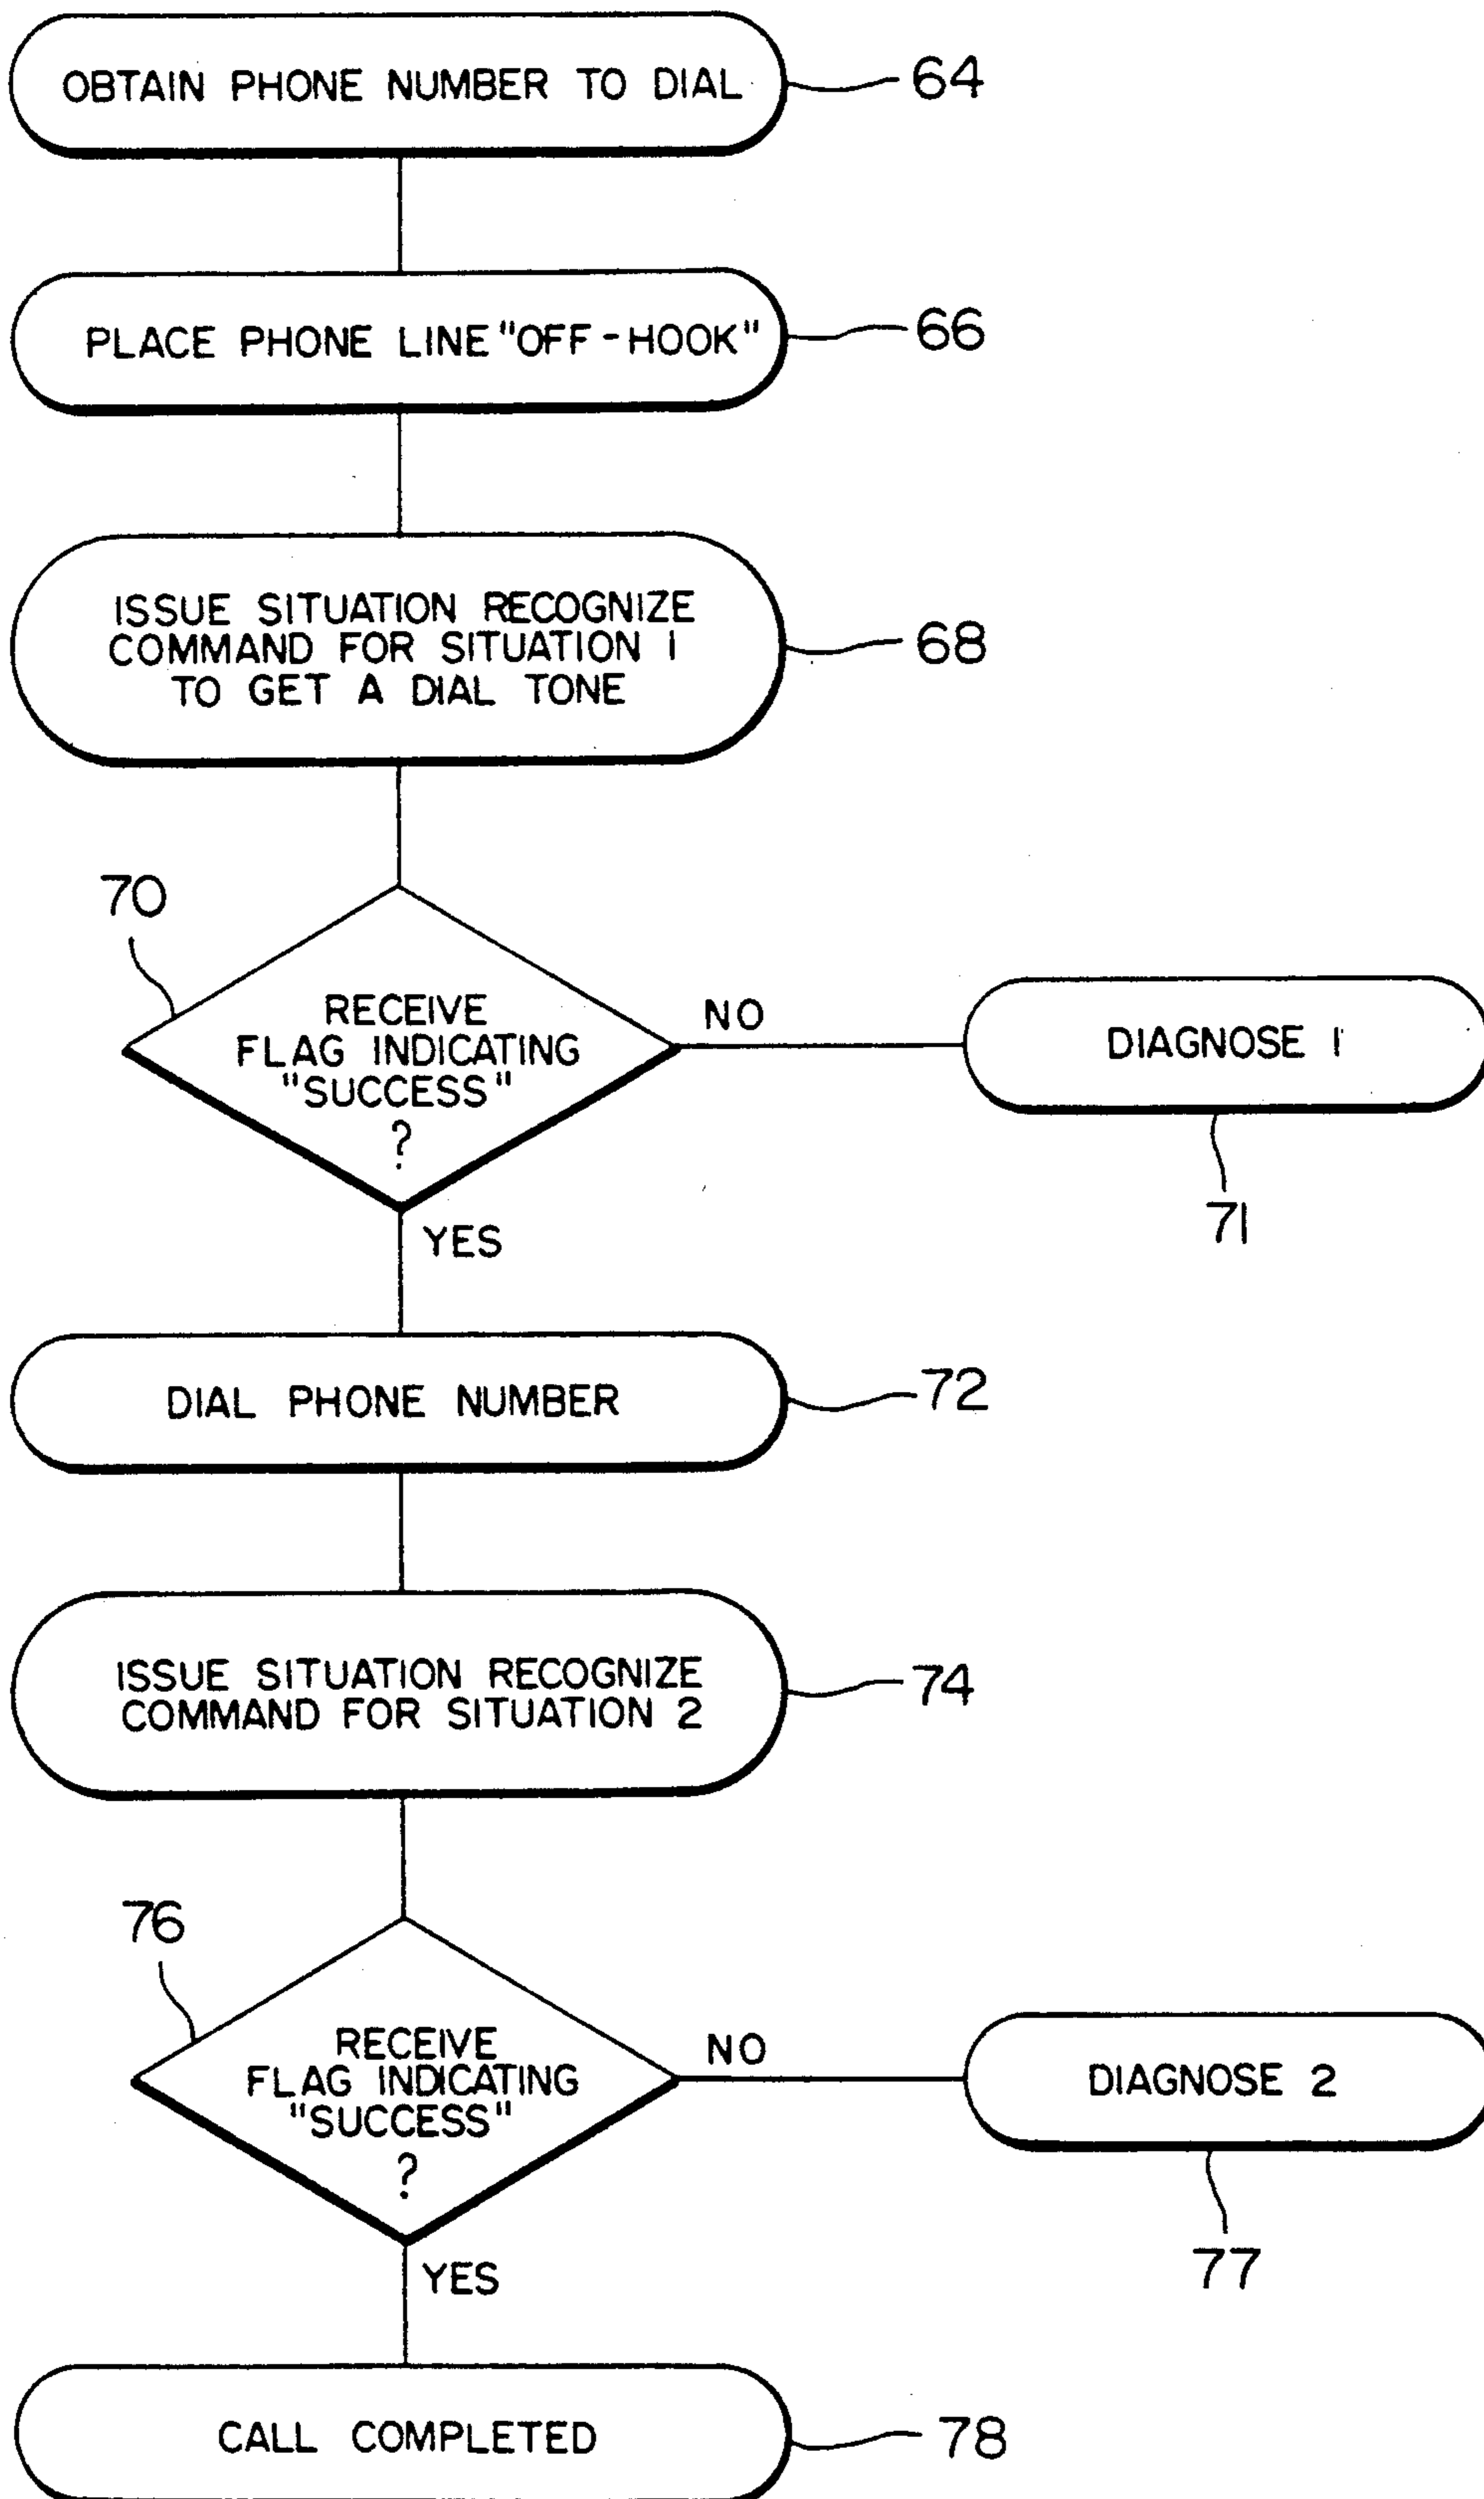 OBTAIN PHONE NUMBER TO DIAL
64
PLACE PHONE LINE "OFF-HOOK"
66
ISSUE SITUATION RECOGNIZE
COMMAND FOR SITUATION 1
TO GET A DIAL TONE
68
70
RECEIVE
FLAG INDICATING
"SUCCESS"
?
NO
DIAGNOSE 1
71
YES
DIAL PHONE NUMBER
72
ISSUE SITUATION RECOGNIZE
COMMAND FOR SITUATION 2
74
76
RECEIVE
FLAG INDICATING
"SUCCESS"
?
NO
DIAGNOSE 2
77
YES
CALL COMPLETED
78